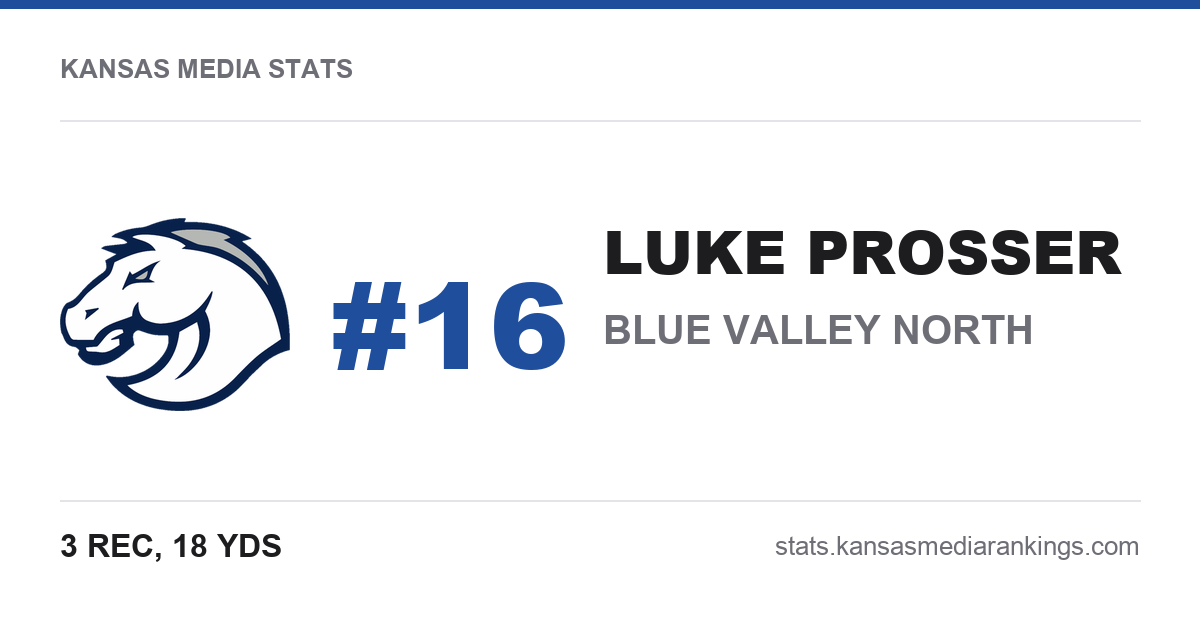 KANSAS MEDIA STATS
#16
LUKE PROSSER
BLUE VALLEY NORTH
3 REC, 18 YDS
stats.kansasmediarankings.com